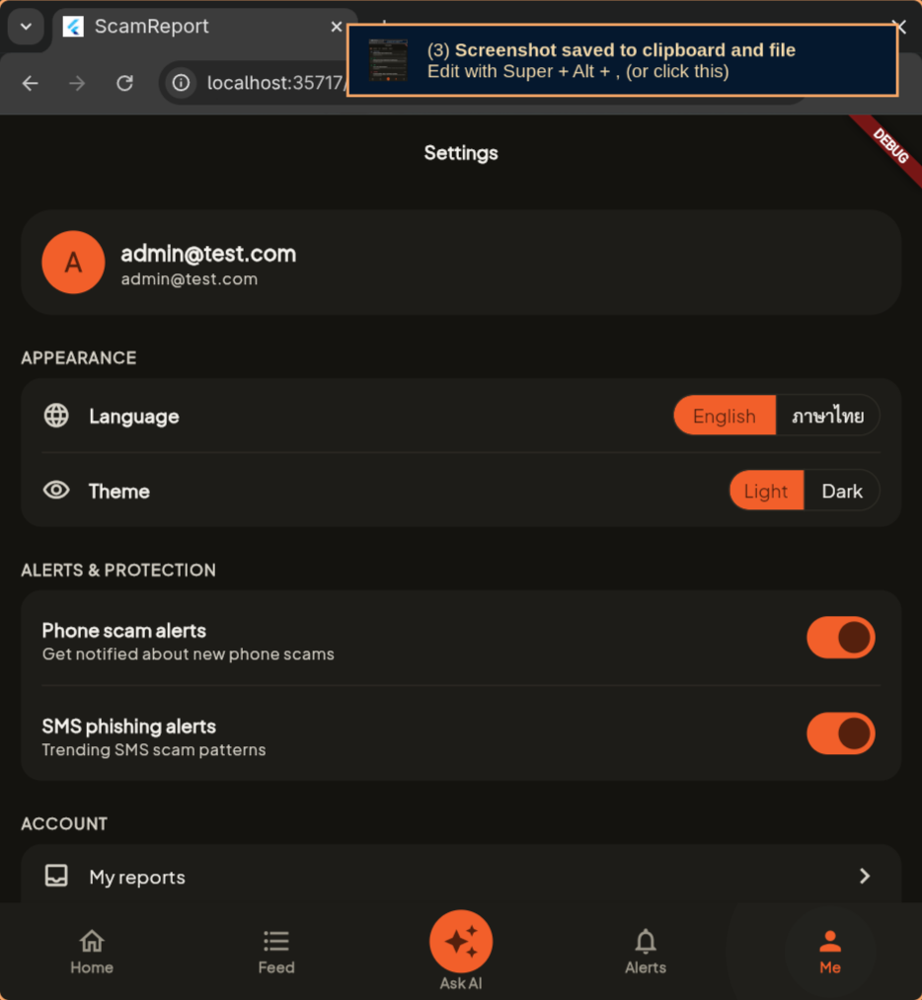 ScamReport
(3) Screenshot saved to clipboard and file
Edit with Super + Alt + , (or click this)
localhost:35717/
Settings
DEBUG
A
admin@test.com
admin@test.com
APPEARANCE
Language
English
ภาษาไทย
Theme
Light
Dark
ALERTS & PROTECTION
Phone scam alerts
Get notified about new phone scams
SMS phishing alerts
Trending SMS scam patterns
ACCOUNT
My reports
Home
Feed
Ask AI
Alerts
Me